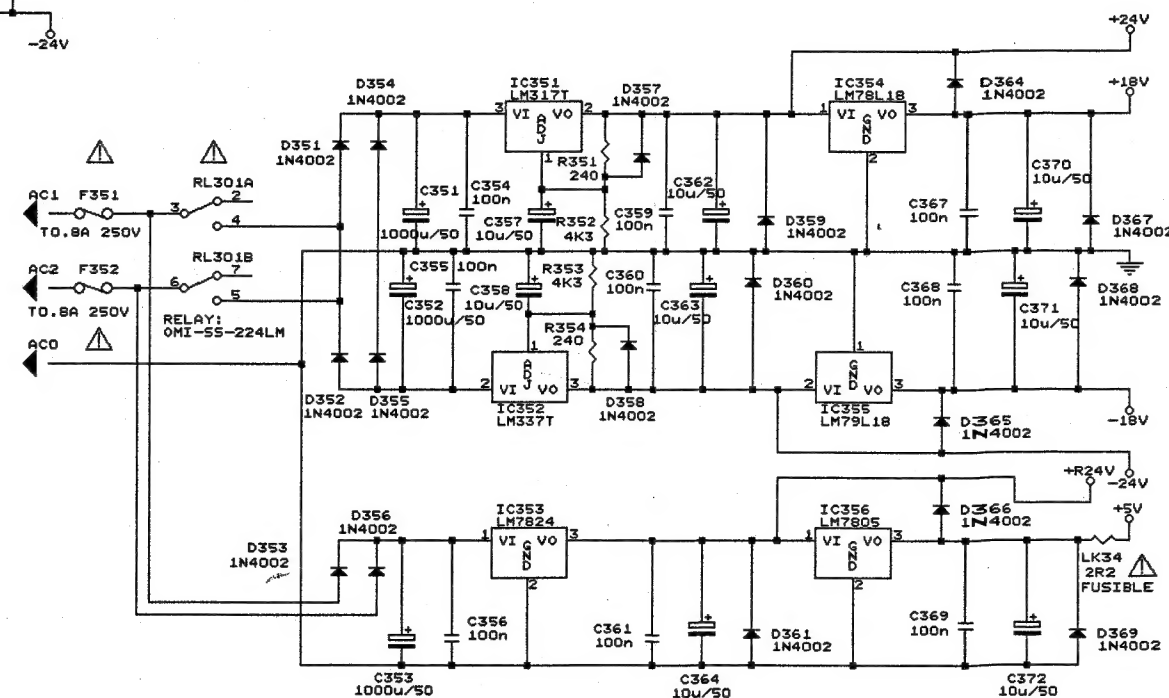 -24V
+24V
D354
1N4002
IC351
LM317T
D357
1N4002
IC354
LM78L18
D364
1N4002
+18V
3 VI VO 2
ADJ
1
1 VI VO 3
GND
2
D351
1N4002
R351
240
C351
1000u/50
C354
100n
C357
10u/50
R352
4K3
C359
100n
C362
10u/50
D359
1N4002
C367
100n
C370
10u/50
D367
1N4002
AC1
F351
T0.8A 250V
RL301A
3
2
4
AC2
F352
T0.8A 250V
RL301B
6
7
5
RELAY:
OMI-SS-224LM
AC0
C355
100n
C352
1000u/50
C358
10u/50
R353
4K3
R354
240
C360
100n
C363
10u/50
D360
1N4002
C368
100n
C371
10u/50
D368
1N4002
1
ADJ
2 VI VO 3
1
GND
2 VI VO 3
D352
1N4002
D355
1N4002
IC352
LM337T
D358
1N4002
IC355
LM79L18
D365
1N4002
-18V
-24V
+R24V
D356
1N4002
IC353
LM7824
IC356
LM7805
D366
1N4002
+5V
D353
1N4002
1 VI VO 3
GND
2
1 VI VO 3
GND
2
LK34
2R2
FUSIBLE
C356
100n
C353
1000u/50
C361
100n
C364
10u/50
D361
1N4002
C369
100n
C372
10u/50
D369
1N4002